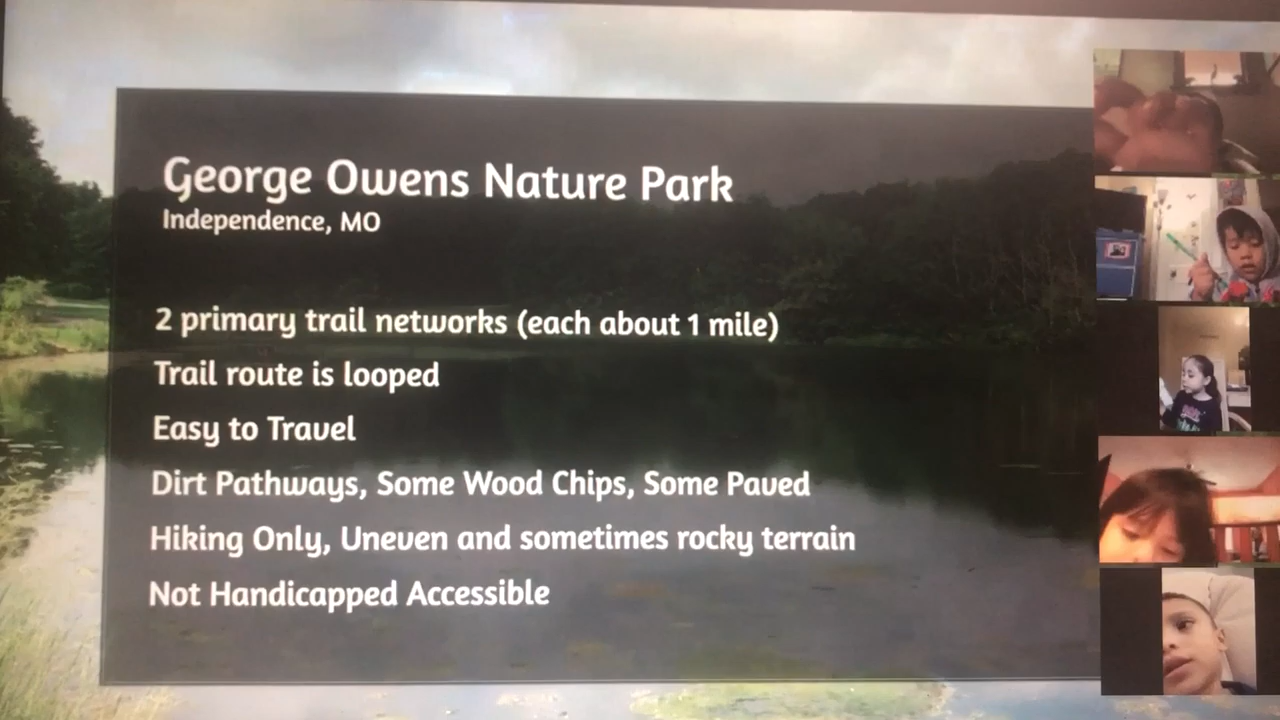 George Owens Nature Park
Independence, MO
2 primary trail networks (each about 1 mile)
Trail route is looped
Easy to Travel
Dirt Pathways, Some Wood Chips, Some Paved
Hiking Only, Uneven and sometimes rocky terrain
Not Handicapped Accessible